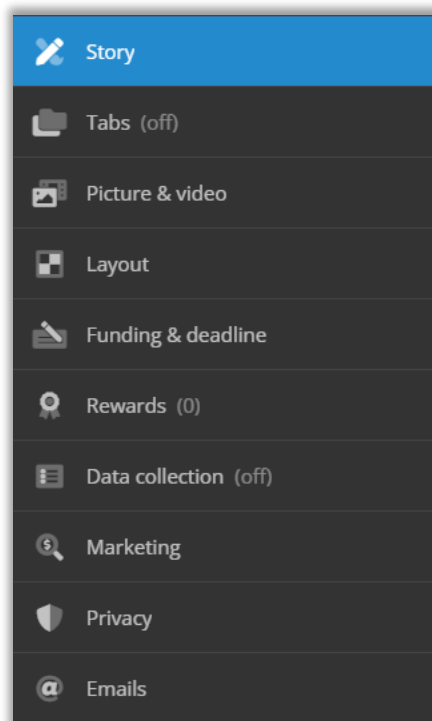 Story
Tabs (off)
Picture & video
Layout
Funding & deadline
Rewards (0)
Data collection (off)
Marketing
Privacy
Emails